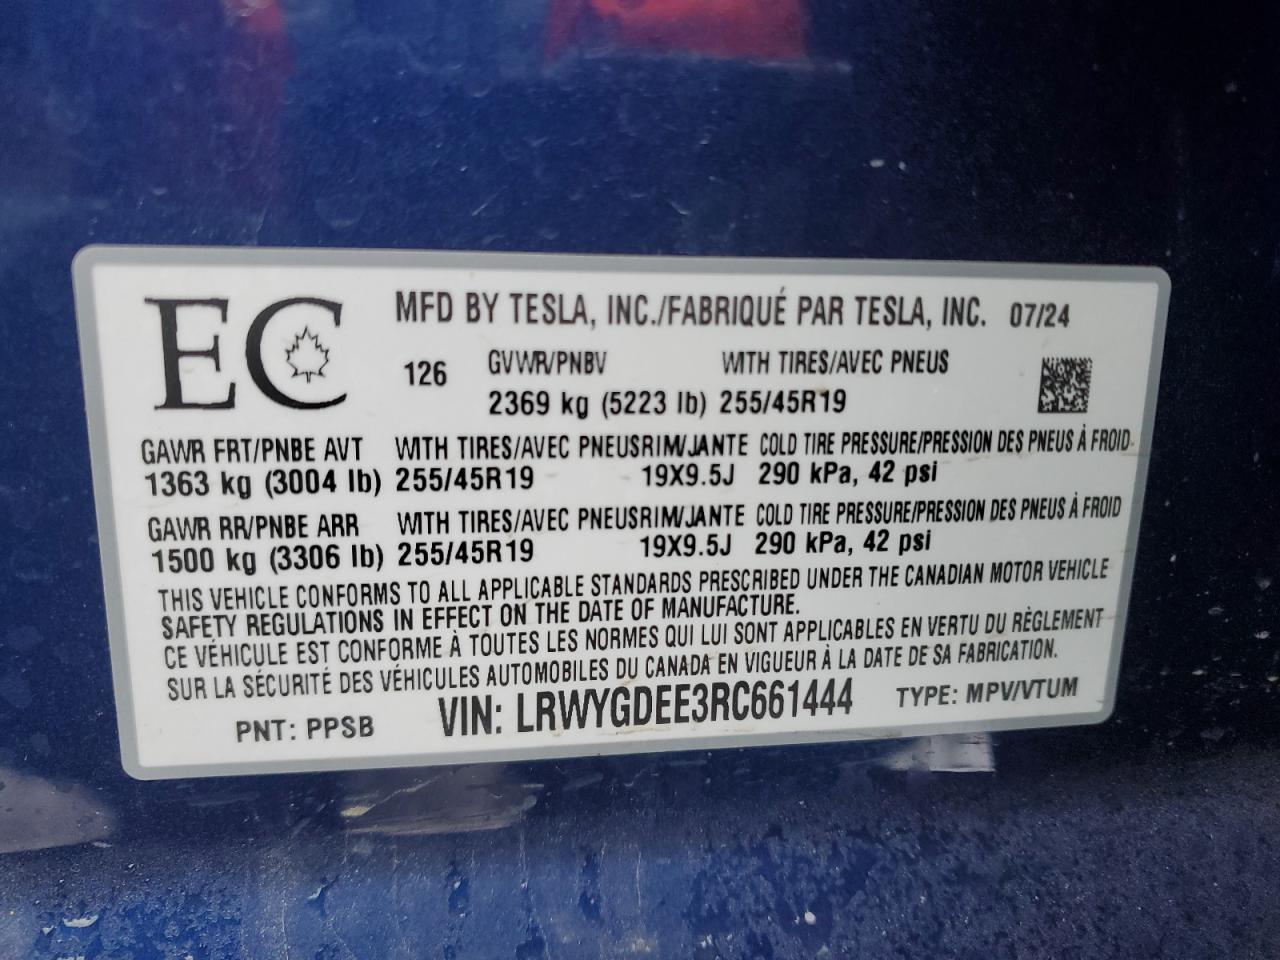 EC MFD BY TESLA, INC./FABRIQUÉ PAR TESLA, INC. 07/24
126 GVWR/PNBV WITH TIRES/AVEC PNEUS
2369 kg (5223 lb) 255/45R19
GAWR FRT/PNBE AVT WITH TIRES/AVEC PNEUS RIM/JANTE COLD TIRE PRESSURE/PRESSION DES PNEUS À FROID
1363 kg (3004 lb) 255/45R19 19X9.5J 290 kPa, 42 psi
GAWR RR/PNBE ARR WITH TIRES/AVEC PNEUS RIM/JANTE COLD TIRE PRESSURE/PRESSION DES PNEUS À FROID
1500 kg (3306 lb) 255/45R19 19X9.5J 290 kPa, 42 psi
THIS VEHICLE CONFORMS TO ALL APPLICABLE STANDARDS PRESCRIBED UNDER THE CANADIAN MOTOR VEHICLE
SAFETY REGULATIONS IN EFFECT ON THE DATE OF MANUFACTURE.
CE VÉHICULE EST CONFORME À TOUTES LES NORMES QUI LUI SONT APPLICABLES EN VERTU DU RÈGLEMENT
SUR LA SÉCURITÉ DES VÉHICULES AUTOMOBILES DU CANADA EN VIGUEUR À LA DATE DE SA FABRICATION.
PNT: PPSB VIN: LRWYGDEE3RC661444 TYPE: MPV/VTUM